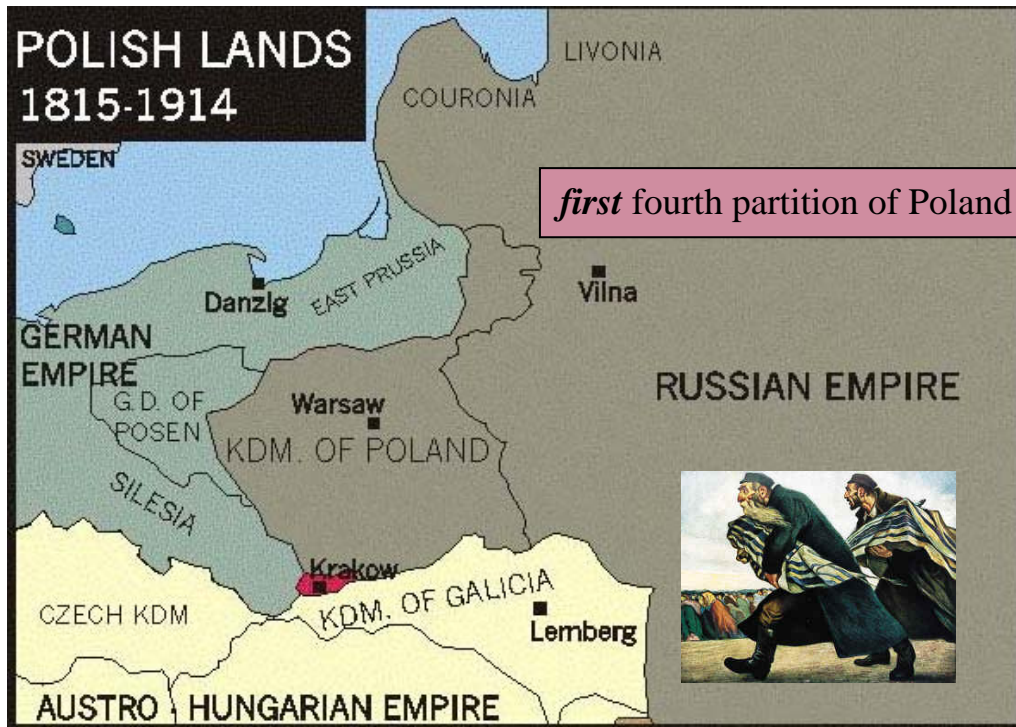 POLISH LANDS
1815-1914
LIVONIA
COURONIA
SWEDEN
first fourth partition of Poland
EAST PRUSSIA
Vilna
Danzig
GERMAN
EMPIRE
RUSSIAN EMPIRE
G.D. OF
POSEN
Warsaw
KDM. OF POLAND
SILESIA
Krakow
KDM. OF GALICIA
CZECH KDM
Lemberg
AUSTRO HUNGARIAN EMPIRE